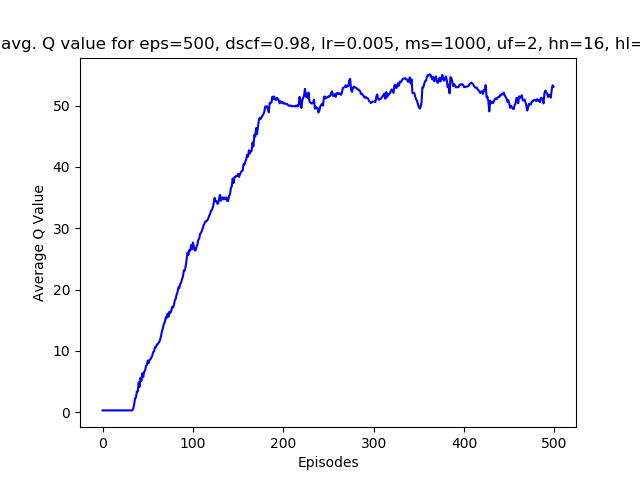 avg. Q value for eps=500, dscf=0.98, lr=0.005, ms=1000, uf=2, hn=16, hl=
Average Q Value
50
40
30
20
10
0
0 100 200 300 400 500
Episodes